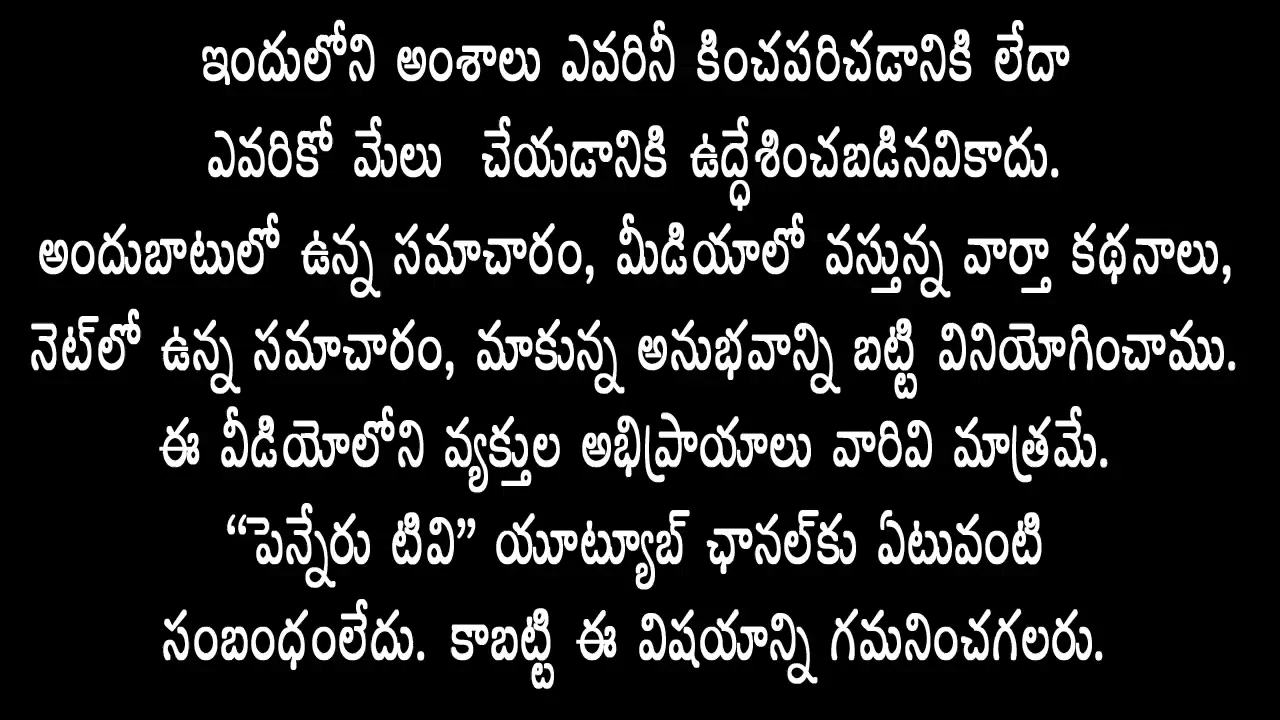 ఇందులోని అంశాలు ఎవరినీ కించపరిచడానికి లేదా
ఎవరికో మేలు చేయడానికి ఉద్ధేశించబడినవికాదు.
అందుబాటులో ఉన్న సమాచారం, మీడియాలో వస్తున్న వార్తా కథనాలు,
నెట్‌లో ఉన్న సమాచారం, మాకున్న అనుభవాన్ని బట్టి వినియోగించాము.
ఈ వీడియోలోని వ్యక్తుల అభిప్రాయాలు వారివి మాత్రమే.
“పెన్నేరు టివి” యూట్యూబ్ ఛానల్‌కు ఏటువంటి
సంబంధంలేదు. కాబట్టి ఈ విషయాన్ని గమనించగలరు.